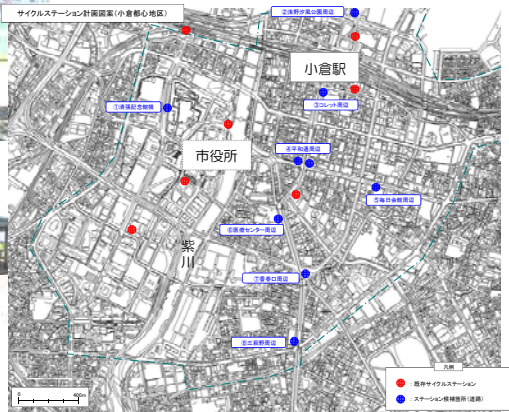 サイクルステーション計画図案(小倉都心地区)
②浅野汐風公園周辺
小倉駅
①清張記念館横
③コレット周辺
④平和通周辺
市役所
⑤毎日会館周辺
⑥医療センター周辺
紫川
⑦香春口周辺
⑧三萩野周辺
凡例
：既存サイクルステーション
：ステーション候補箇所(道路)
0 400m